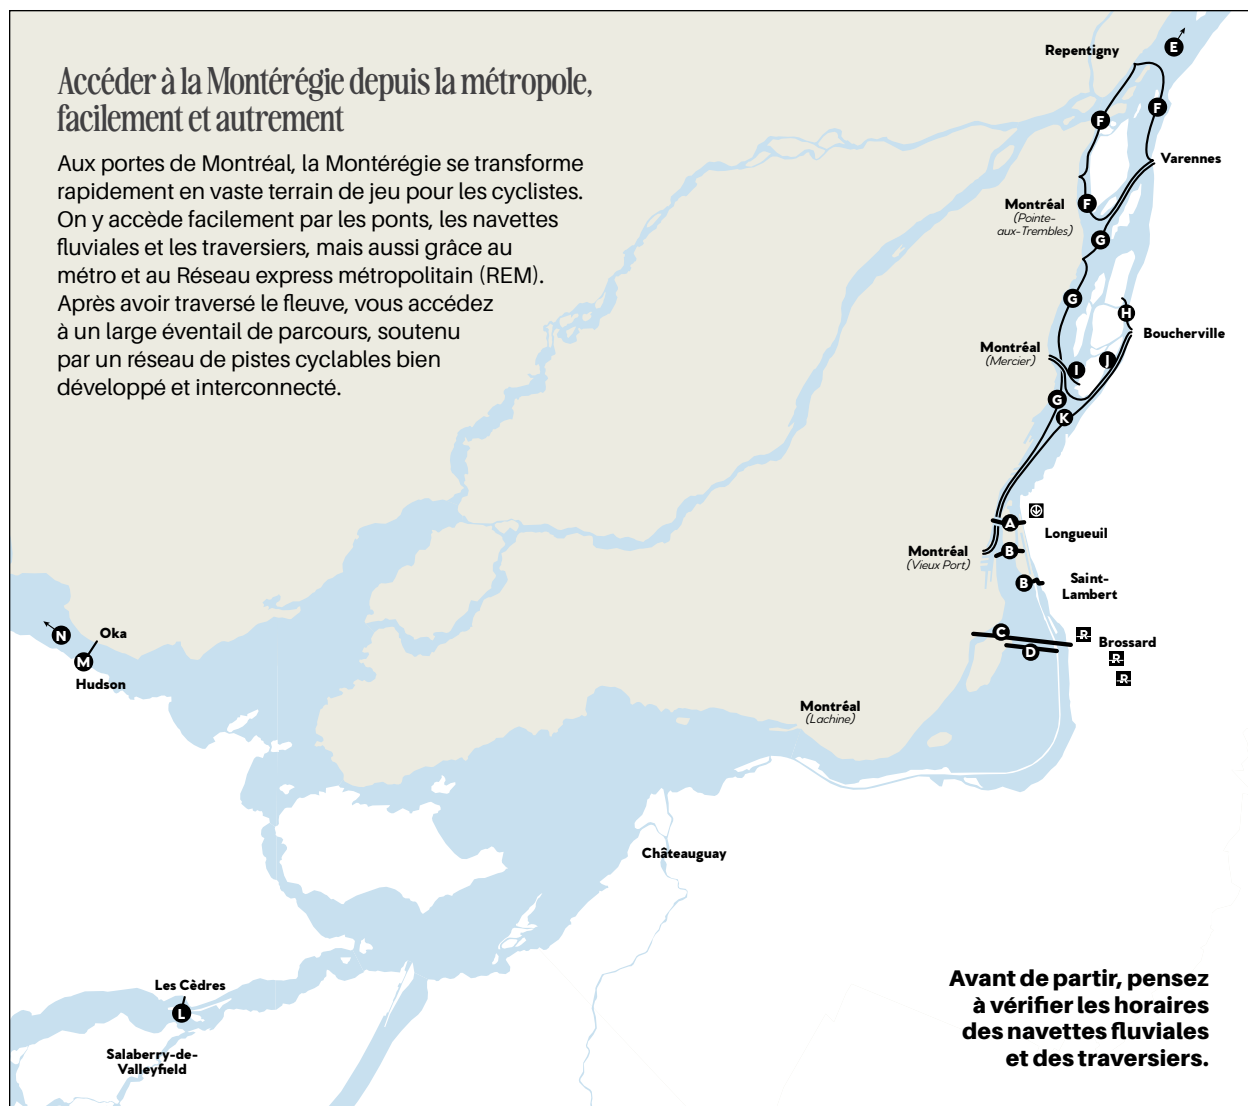 Accéder à la Montérégie depuis la métropole,
facilement et autrement
Aux portes de Montréal, la Montérégie se transforme
rapidement en vaste terrain de jeu pour les cyclistes.
On y accède facilement par les ponts, les navettes
fluviales et les traversiers, mais aussi grâce au
métro et au Réseau express métropolitain (REM).
Après avoir traversé le fleuve, vous accédez
à un large éventail de parcours, soutenu
par un réseau de pistes cyclables bien
développé et interconnecté.
Repentigny
E
F
F
Varennes
Montréal
(Pointe-
aux-Trembles)
F
G
G
H
Boucherville
Montréal
(Mercier)
I
J
G
K
A
Longueuil
Montréal
(Vieux Port)
B
B
Saint-
Lambert
C
D
R
Brossard
R
R
N
Oka
M
Hudson
Montréal
(Lachine)
Châteauguay
Les Cèdres
L
Salaberry-de-
Valleyfield
Avant de partir, pensez
à vérifier les horaires
des navettes fluviales
et des traversiers.